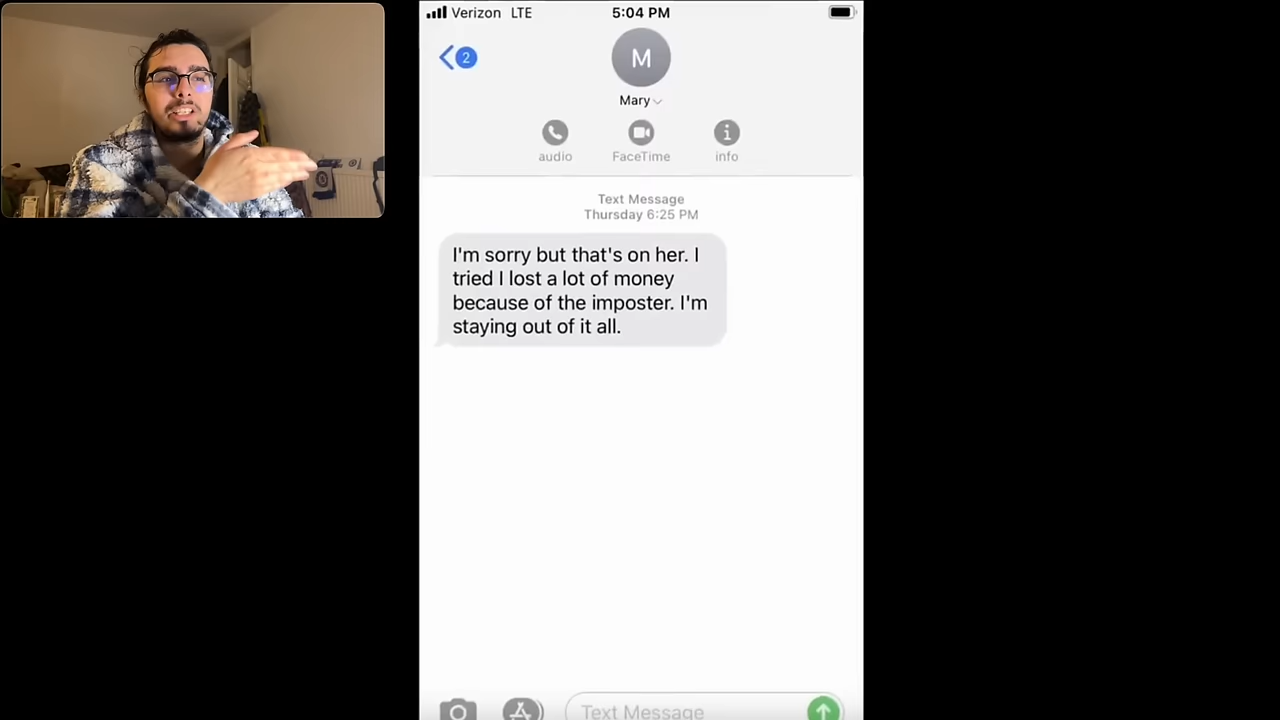 Verizon LTE 5:04 PM
2
M
Mary
audio FaceTime info
Text Message
Thursday 6:25 PM
I'm sorry but that's on her. I
tried I lost a lot of money
because of the imposter. I'm
staying out of it all.
Text Message